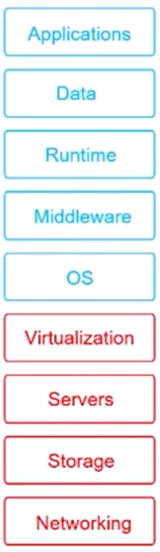 Applications
Data
Runtime
Middleware
OS
Virtualization
Servers
Storage
Networking